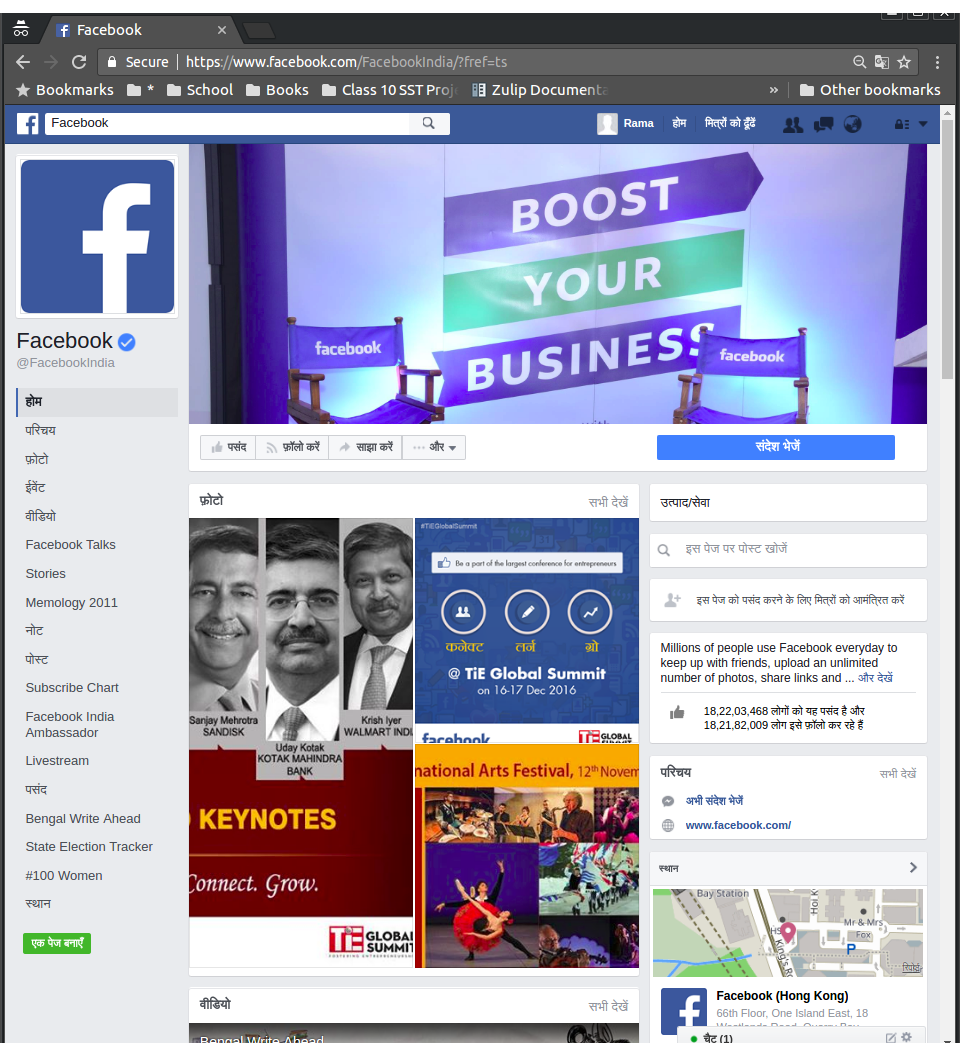 Facebook
Secure | https://www.facebook.com/FacebookIndia/?fref=ts
Bookmarks * School Books Class 10 SST Proj Zulip Documenta » Other bookmarks
Facebook
Rama होम मित्रों को ढूँढें
BOOST
YOUR
BUSINESS
facebook
facebook
with
Facebook
@FacebookIndia
होम
परिचय
फ़ोटो
ईवेंट
वीडियो
Facebook Talks
Stories
Memology 2011
नोट
पोस्ट
Subscribe Chart
Facebook India
Ambassador
Livestream
पसंद
Bengal Write Ahead
State Election Tracker
#100 Women
स्थान
एक पेज बनाएँ
पसंद फ़ॉलो करें साझा करें ... और
संदेश भेजें
फ़ोटो सभी देखें
Sanjay Mehrotra
SANDISK
Uday Kotak
KOTAK MAHINDRA
BANK
Krish Iyer
WALMART INDI
KEYNOTES
Connect. Grow.
TiE GLOBAL
SUMMIT
FOSTERING ENTREPRENEURSHIP
#TiEGlobalSummit
Be a part of the largest conference for entrepreneurs
कनेक्ट लर्न ग्रो
@ TiE Global Summit
on 16-17 Dec 2016
facebook
TiE GLOBAL
SUMMIT
national Arts Festival, 12th Novem
वीडियो सभी देखें
Bengal Write Ahead
उत्पाद/सेवा
इस पेज पर पोस्ट खोजें
इस पेज को पसंद करने के लिए मित्रों को आमंत्रित करें
Millions of people use Facebook everyday to
keep up with friends, upload an unlimited
number of photos, share links and ... और देखें
18,22,03,468 लोगों को यह पसंद है और
18,21,82,009 लोग इसे फ़ॉलो कर रहे हैं
परिचय सभी देखें
अभी संदेश भेजें
www.facebook.com/
स्थान
Bay Station
Hoi K
Mr & Mrs
Fox
HS
King's Ro
P
रिपोर्ट
Facebook (Hong Kong)
66th Floor, One Island East, 18
Westlands Road, Quarry Bay
चैट (1)